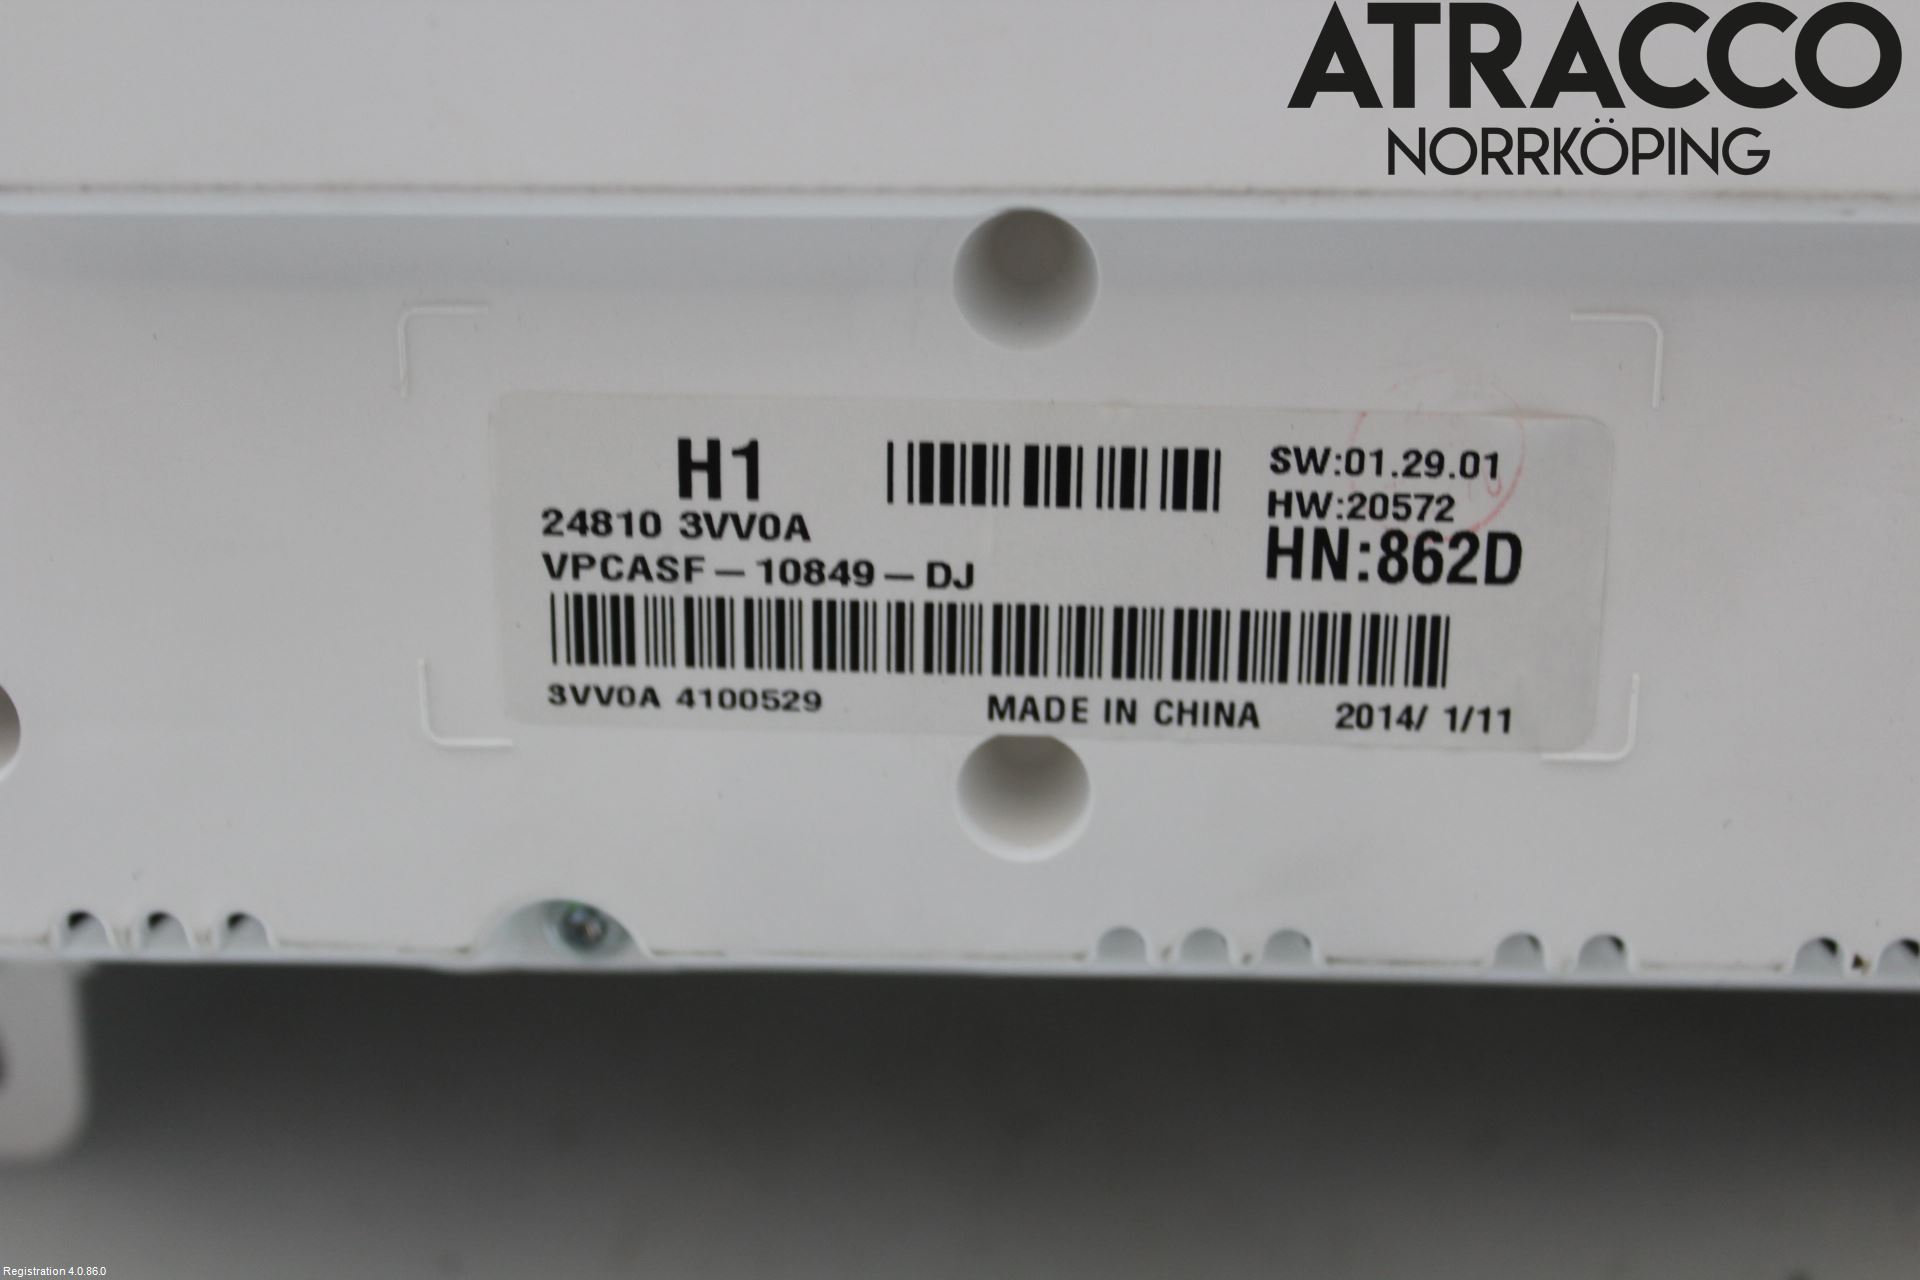 ATRACCO
NORRKÖPING
H1
SW:01.29.01
HW:20572
24810 3VV0A
HN:862D
VPCASF-10849-DJ
3VV0A 4100529 MADE IN CHINA 2014/ 1/11
Registration 4.0.86.0